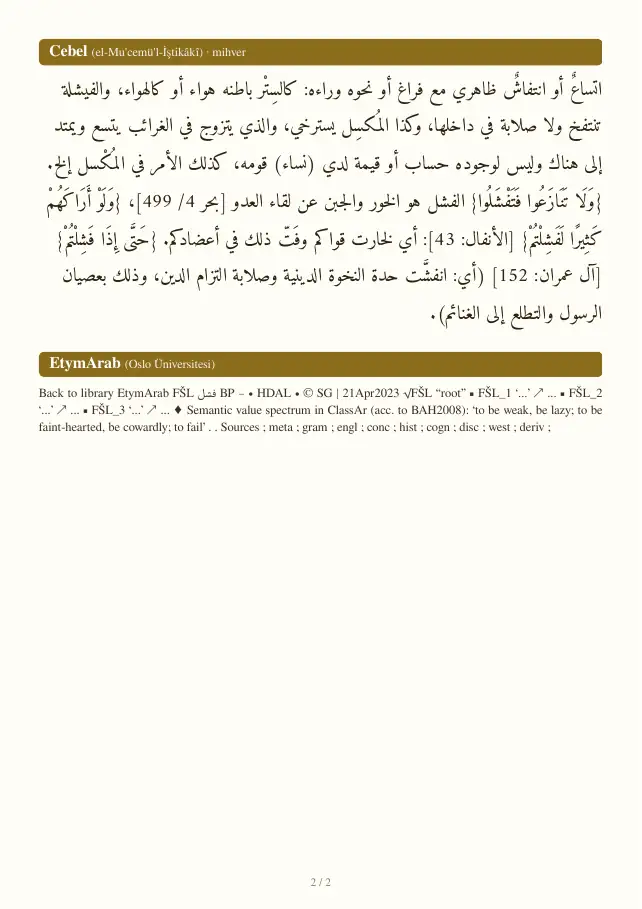 Cebel (el-Mu'cemü'l-İştikâkî) · mihver
اتساعٌ أو انتفاشٌ ظاهري مع فراغ أو نحوه وراءه: كالسِتْر باطنه هواء أو كالهواء، والفيشلة
تنتفخ ولا صلابة في داخلها، وكذا المُكسِل يسترخي، والذي يتزوج في الغرائب يتسع ويمتد
إلى هناك وليس لوجوده حساب أو قيمة لدي (نساء) قومه، كذلك الأمر في المُكْسل إلخ.
{وَلَا تَنَازَعُوا فَتَفْشَلُوا} الفشل هو الخور والجبن عن لقاء العدو [بحر 4/ 499]، {وَلَوْ أَرَاكَهُمْ
كَثِيرًا لَفَشِلْتُمْ} [الأنفال: 43]: أي لخارت قواكم وفَتّ ذلك في أعضادكم. {حَتَّى إِذَا فَشِلْتُمْ}
[آل عمران: 152] (أي: انفشَّت حدة النخوة الدينية وصلابة التزام الدين، وذلك بعصيان
الرسول والتطلع إلى الغنائم).
EtymArab (Oslo Üniversitesi)
Back to library EtymArab FŠL فشل BP – • HDAL • © SG | 21Apr2023 √FŠL “root” ▪ FŠL_1 ‘...’ ↗ ... ▪ FŠL_2
‘...’ ↗ ... ▪ FŠL_3 ‘...’ ↗ ... ♦ Semantic value spectrum in ClassAr (acc. to BAH2008): ‘to be weak, be lazy; to be
faint-hearted, be cowardly; to fail’ . . Sources ; meta ; gram ; engl ; conc ; hist ; cogn ; disc ; west ; deriv ;
2 / 2